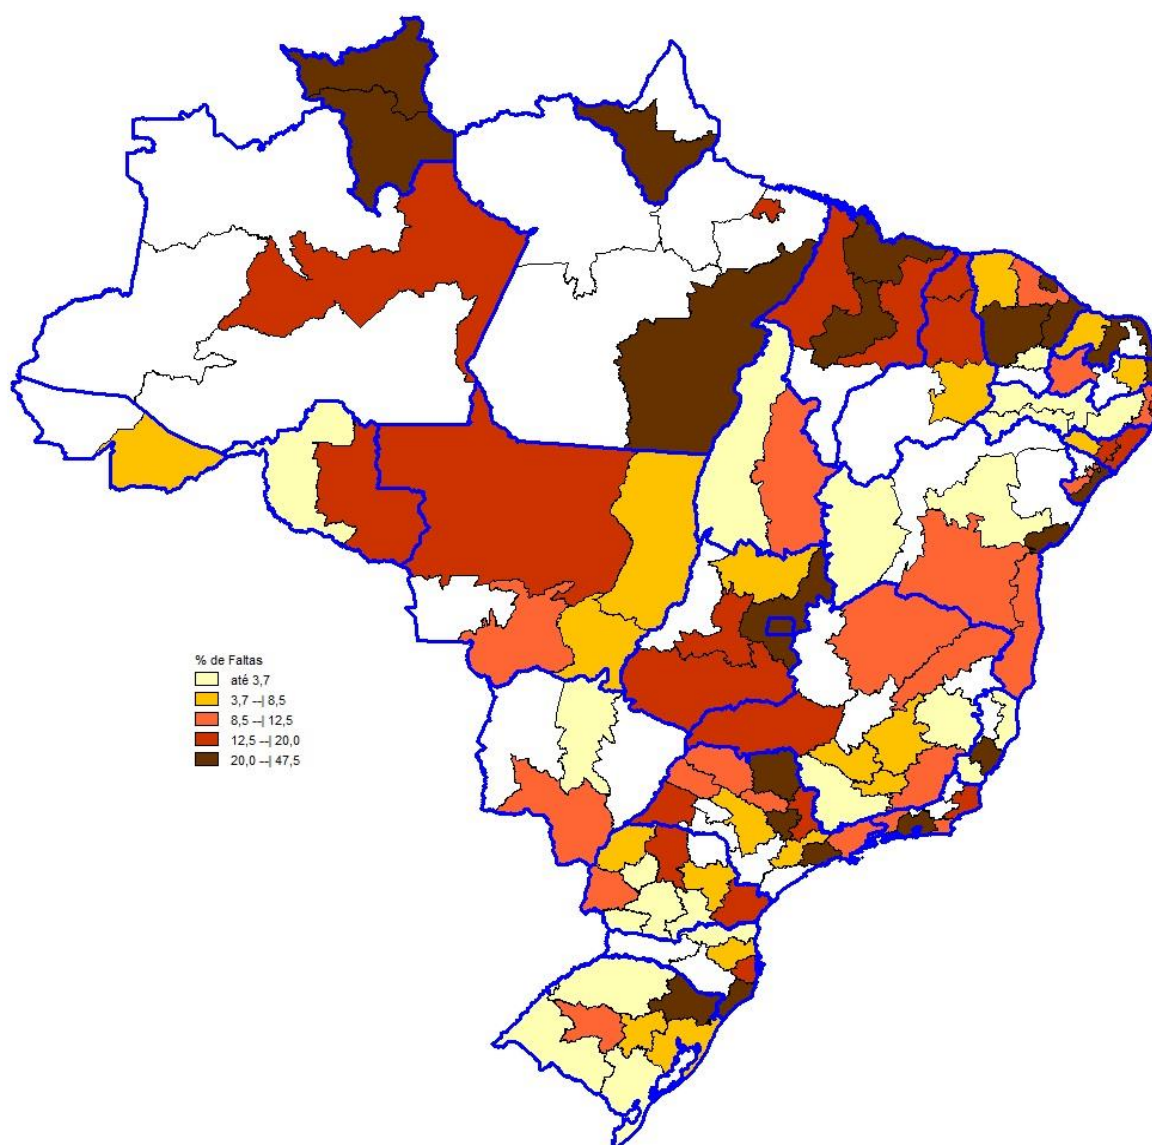 % de Faltas
até 3,7
3,7 --| 8,5
8,5 --| 12,5
12,5 --| 20,0
20,0 --| 47,5